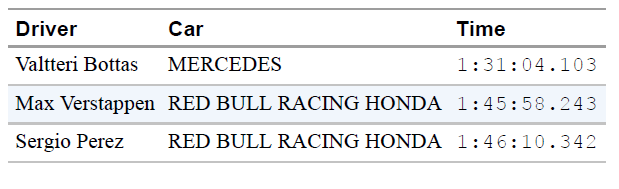 Driver Car Time
Valtteri Bottas MERCEDES 1:31:04.103
Max Verstappen RED BULL RACING HONDA 1:45:58.243
Sergio Perez RED BULL RACING HONDA 1:46:10.342